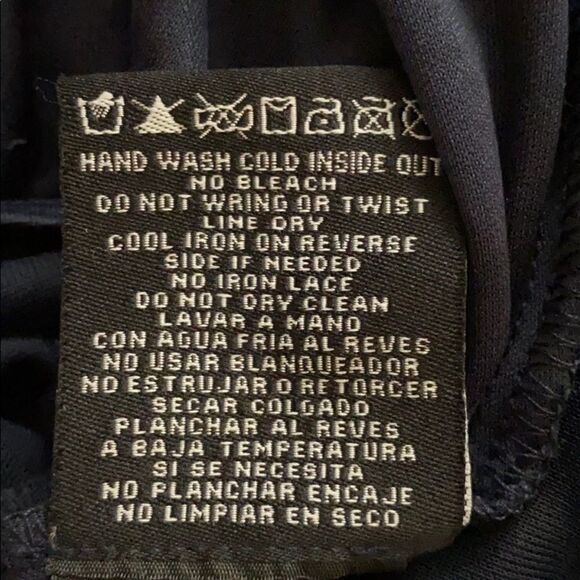 HAND WASH COLD INSIDE OUT
NO BLEACH
DO NOT WRING OR TWIST
LINE DRY
COOL IRON ON REVERSE
SIDE IF NEEDED
NO IRON LACE
DO NOT DRY CLEAN
LAVAR A MANO
CON AGUA FRIA AL REVES
NO USAR BLANQUEADOR
NO ESTRUJAR O RETORCER
SECAR COLGADO
PLANCHAR AL REVES
A BAJA TEMPERATURA
SI SE NECESITA
NO PLANCHAR ENCAJE
NO LIMPIAR EN SECO